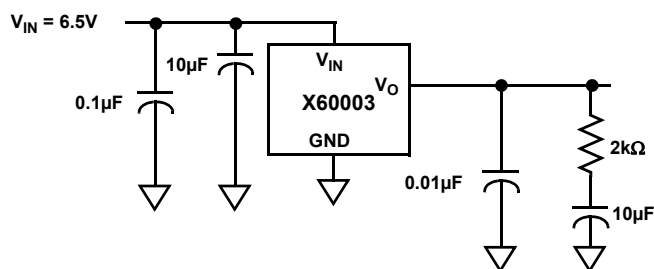 V_IN = 6.5V
10µF
0.1µF
V_IN
V_O
X60003
GND
2kΩ
0.01µF
10µF